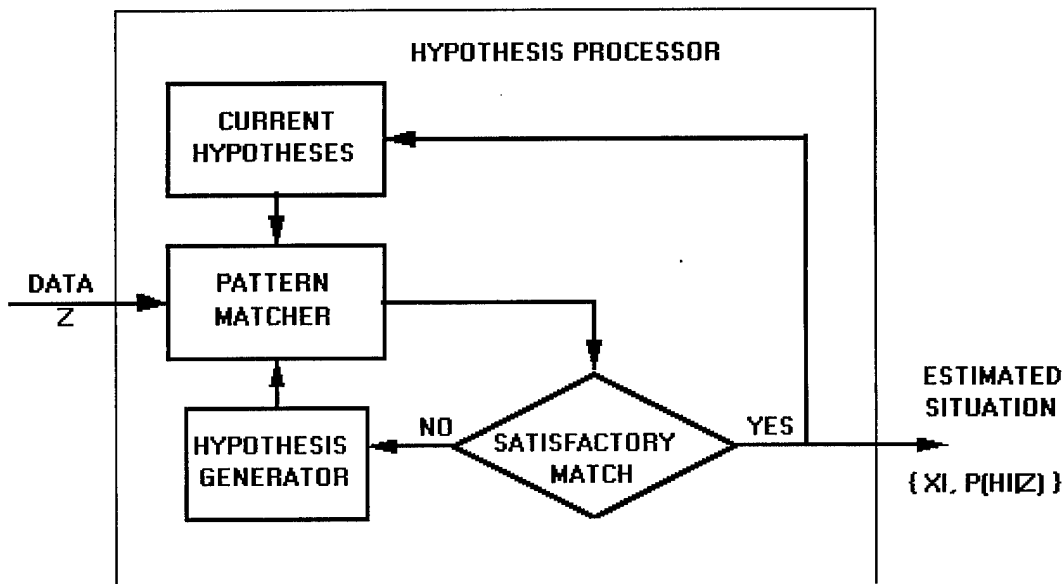 HYPOTHESIS PROCESSOR
CURRENT
HYPOTHESES
DATA
Z
PATTERN
MATCHER
ESTIMATED
SITUATION
NO
YES
HYPOTHESIS
GENERATOR
SATISFACTORY
MATCH
{ XI, P(HI|Z) }